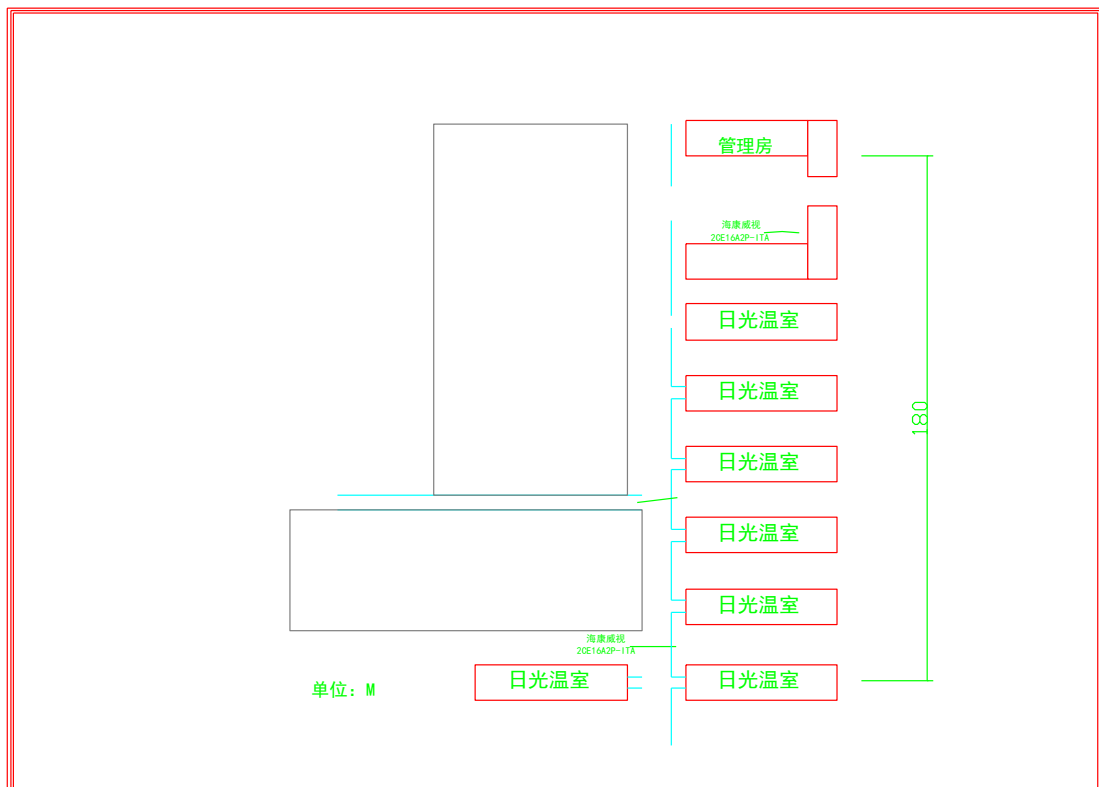 管理房
海康威视
2CE16A2P-ITA
日光温室
日光温室
180
日光温室
日光温室
日光温室
海康威视
2CE16A2P-ITA
单位：M
日光温室
日光温室